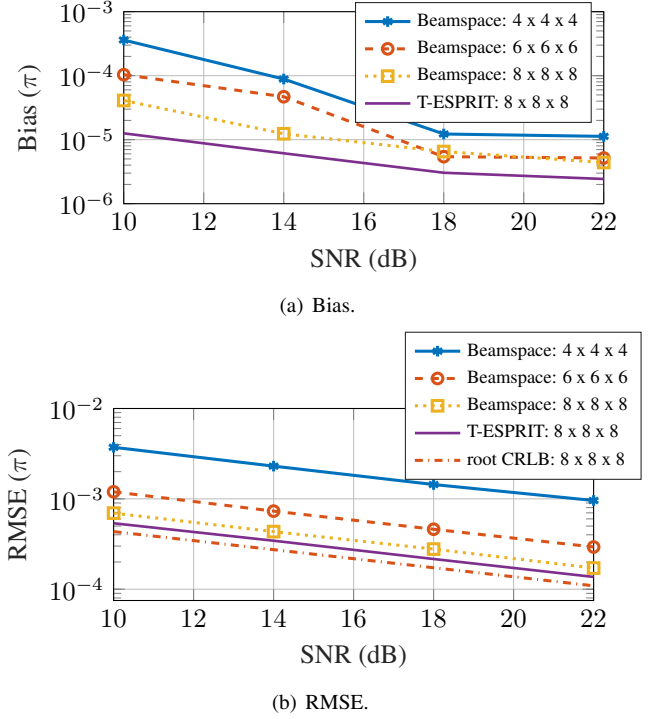 10⁻³
10⁻⁴
10⁻⁵
10⁻⁶
Bias (π)
Beamspace: 4 x 4 x 4
Beamspace: 6 x 6 x 6
Beamspace: 8 x 8 x 8
T-ESPRIT: 8 x 8 x 8
10 12 14 16 18 20 22
SNR (dB)
(a) Bias.
Beamspace: 4 x 4 x 4
Beamspace: 6 x 6 x 6
Beamspace: 8 x 8 x 8
T-ESPRIT: 8 x 8 x 8
root CRLB: 8 x 8 x 8
10⁻²
10⁻³
10⁻⁴
RMSE (π)
10 12 14 16 18 20 22
SNR (dB)
(b) RMSE.